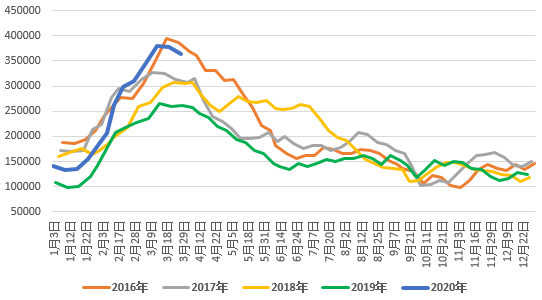 450000
400000
350000
300000
250000
200000
150000
100000
50000
1月3日
1月12日
1月22日
2月3日
2月17日
2月29日
3月9日
3月18日
3月29日
4月12日
4月22日
5月5日
5月18日
5月31日
6月14日
6月24日
7月7日
7月20日
8月2日
8月12日
8月25日
9月7日
9月21日
10月11日
10月21日
11月3日
11月16日
11月29日
12月9日
12月22日
2016年 2017年 2018年 2019年 2020年